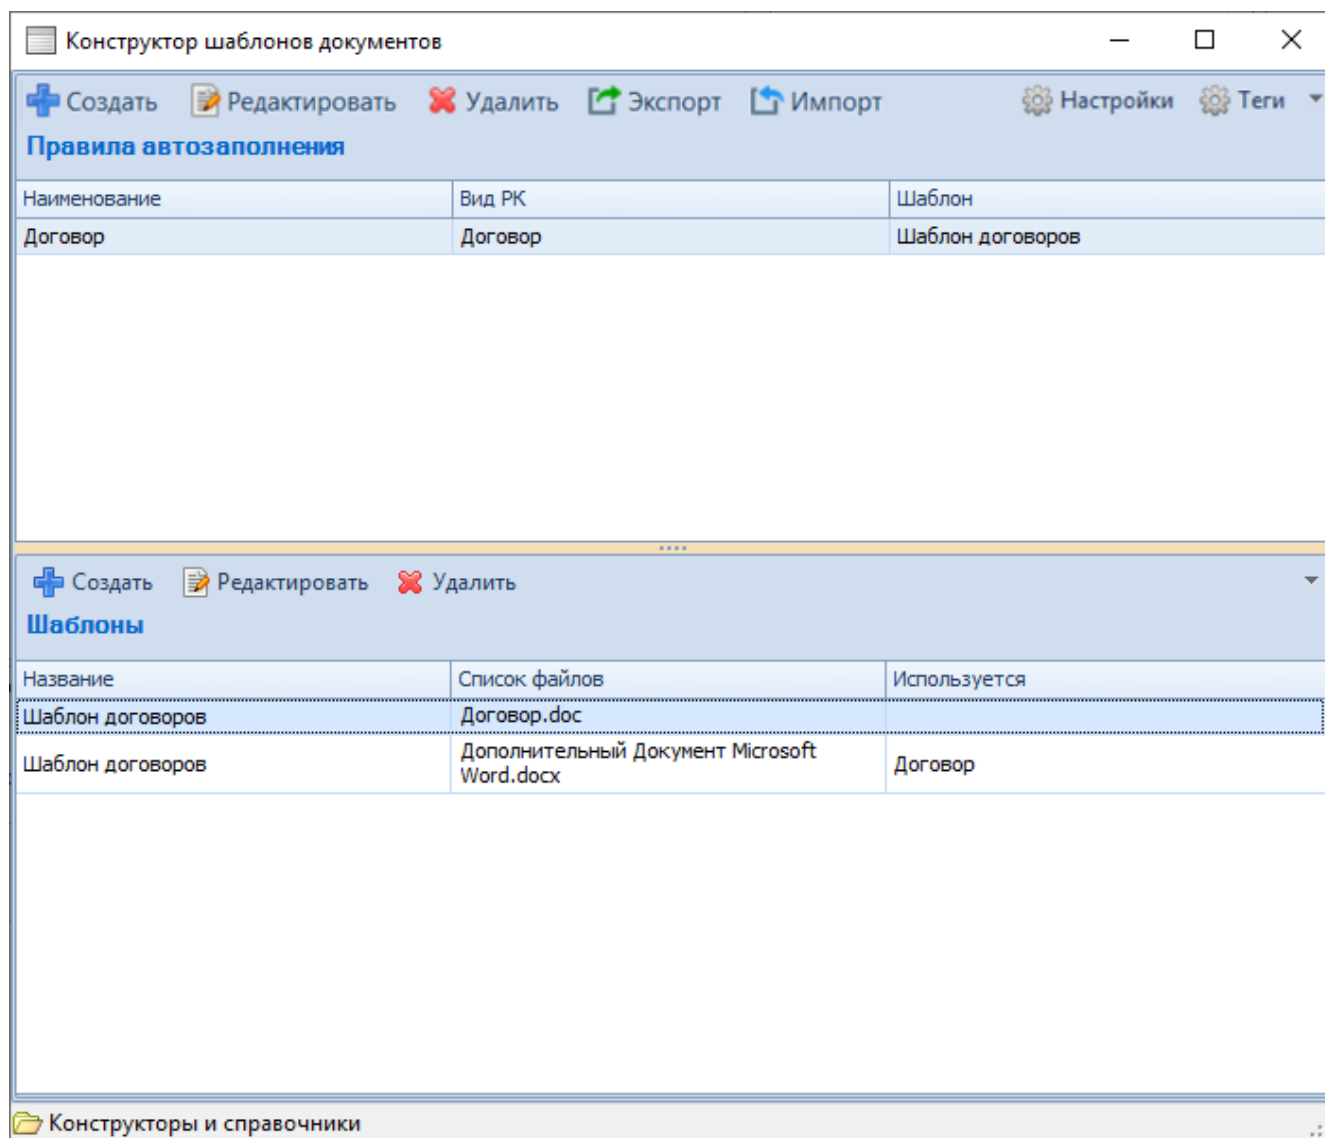 Конструктор шаблонов документов
Создать Редактировать Удалить Экспорт Импорт Настройки Теги
Правила автозаполнения
Наименование Вид РК Шаблон
Договор Договор Шаблон договоров
Создать Редактировать Удалить
Шаблоны
Название Список файлов Используется
Шаблон договоров Договор.doc
Шаблон договоров Дополнительный Документ Microsoft Word.docx Договор
Конструкторы и справочники